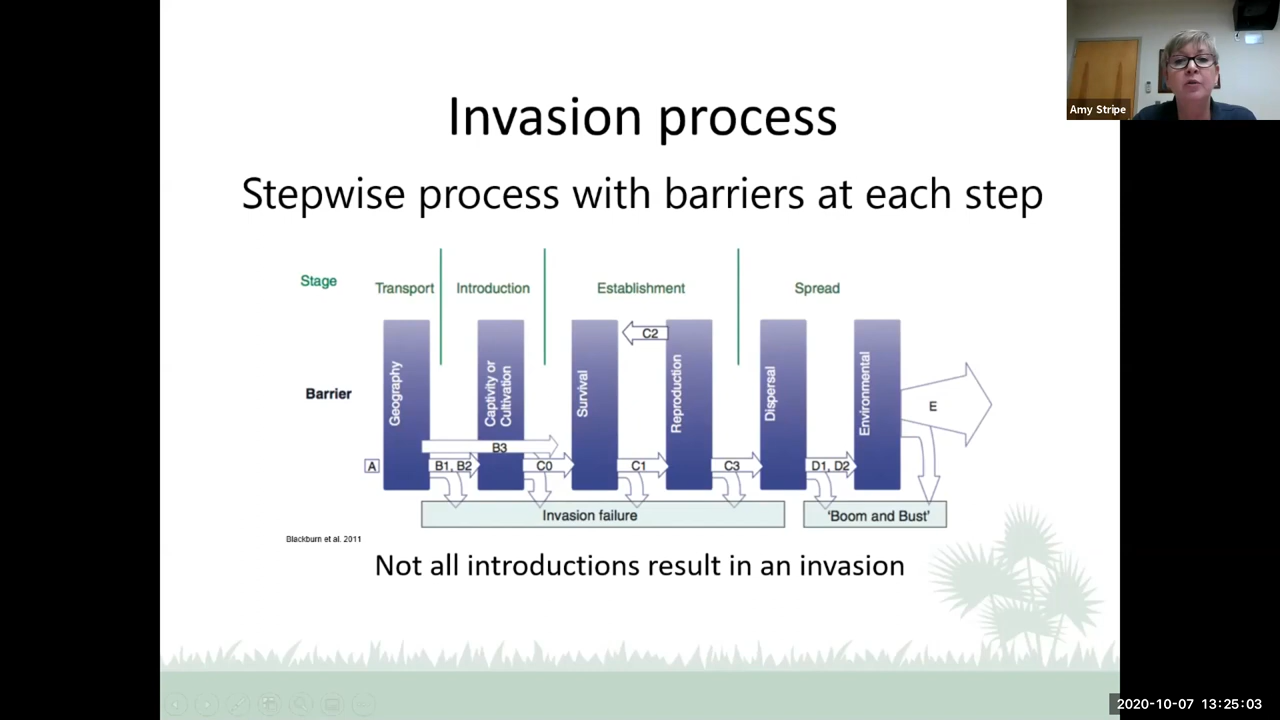 Invasion process
Stepwise process with barriers at each step
Stage
Transport
Introduction
Establishment
Spread
Barrier
Geography
Captivity or
Cultivation
Survival
Reproduction
Dispersal
Environmental
C2
E
B3
A
B1, B2
C0
C1
C3
D1, D2
Invasion failure
'Boom and Bust'
Blackburn et al. 2011
Not all introductions result in an invasion
Amy Stripe
2020-10-07 13:25:03